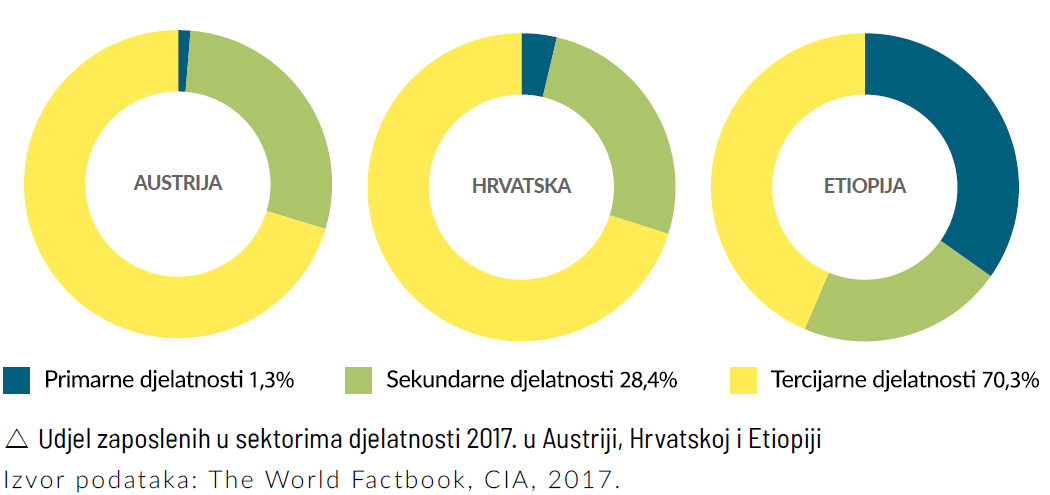 AUSTRIJA
HRVATSKA
ETIOPIJA
Primarne djelatnosti 1,3%
Sekundarne djelatnosti 28,4%
Tercijarne djelatnosti 70,3%
△ Udjel zaposlenih u sektorima djelatnosti 2017. u Austriji, Hrvatskoj i Etiopiji
Izvor podataka: The World Factbook, CIA, 2017.